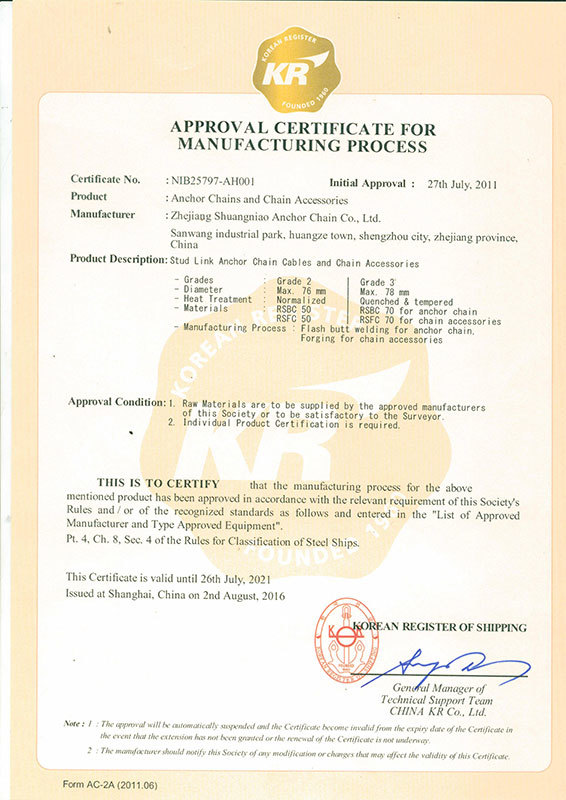 KOREAN REGISTER
KR
FOUNDED 1960
APPROVAL CERTIFICATE FOR
MANUFACTURING PROCESS
Certificate No. : NIB25797-AH001 Initial Approval : 27th July, 2011
Product : Anchor Chains and Chain Accessories
Manufacturer : Zhejiang Shuangniao Anchor Chain Co., Ltd.
Sanwang industrial park, huangze town, shengzhou city, zhejiang province,
China
Product Description: Stud Link Anchor Chain Cables and Chain Accessories
- Grades : Grade 2 | Grade 3
- Diameter : Max. 76 mm | Max. 78 mm
- Heat Treatment : Normalized | Quenched & tempered
- Materials : RSBC 50 | RSBC 70 for anchor chain
RSFC 50 | RSFC 70 for chain accessories
- Manufacturing Process : Flash butt welding for anchor chain.
Forging for chain accessories
Approval Condition: 1. Raw Materials are to be supplied by the approved manufacturers
of this Society or to be satisfactory to the Surveyor.
2. Individual Product Certification is required.
KOREAN REGISTER
KR
FOUNDED 1960
THIS IS TO CERTIFY that the manufacturing process for the above
mentioned product has been approved in accordance with the relevant requirement of this Society's
Rules and / or of the recognized standards as follows and entered in the "List of Approved
Manufacturer and Type Approved Equipment".
Pt. 4, Ch. 8, Sec. 4 of the Rules for Classification of Steel Ships.
This Certificate is valid until 26th July, 2021
Issued at Shanghai, China on 2nd August, 2016
KOREAN REGISTER OF SHIPPING
General Manager of
Technical Support Team
CHINA KR Co., Ltd.
Note : 1 : The approval will be automatically suspended and the Certificate become invalid from the expiry date of the Certificate in
the event that the extension has not been granted or the renewal of the Certificate is not underway.
2 : The manufacturer should notify this Society of any modification or changes that may affect the validity of this Certificate.
Form AC-2A (2011.06)